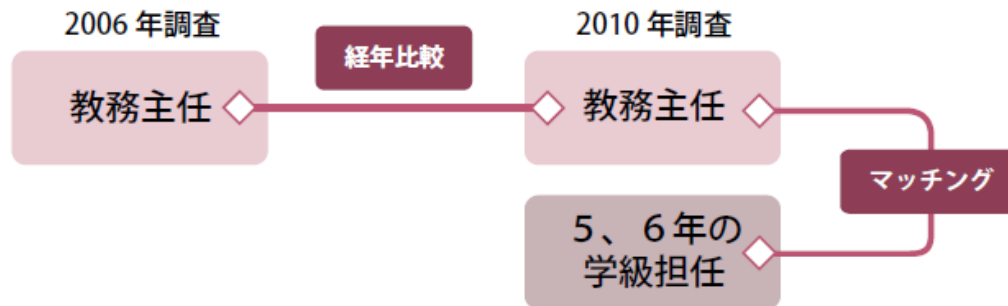 2006 年調査
経年比較
2010 年調査
教務主任
教務主任
マッチング
５、６年の
学級担任